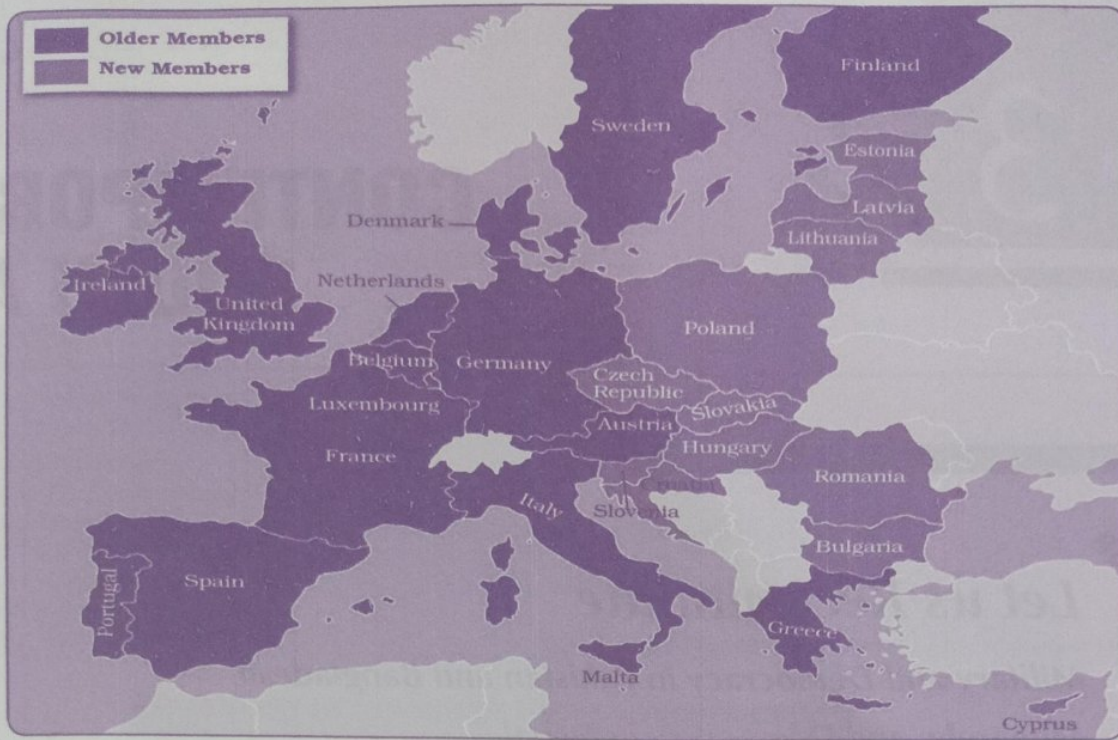 Older Members
New Members
Finland
Sweden
Estonia
Latvia
Lithuania
Denmark
Netherlands
Ireland
United
Kingdom
Belgium
Germany
Poland
Luxembourg
Czech
Republic
Slovakia
Austria
Hungary
France
Romania
Croatia
Slovenia
Italy
Bulgaria
Portugal
Spain
Greece
Malta
Cyprus